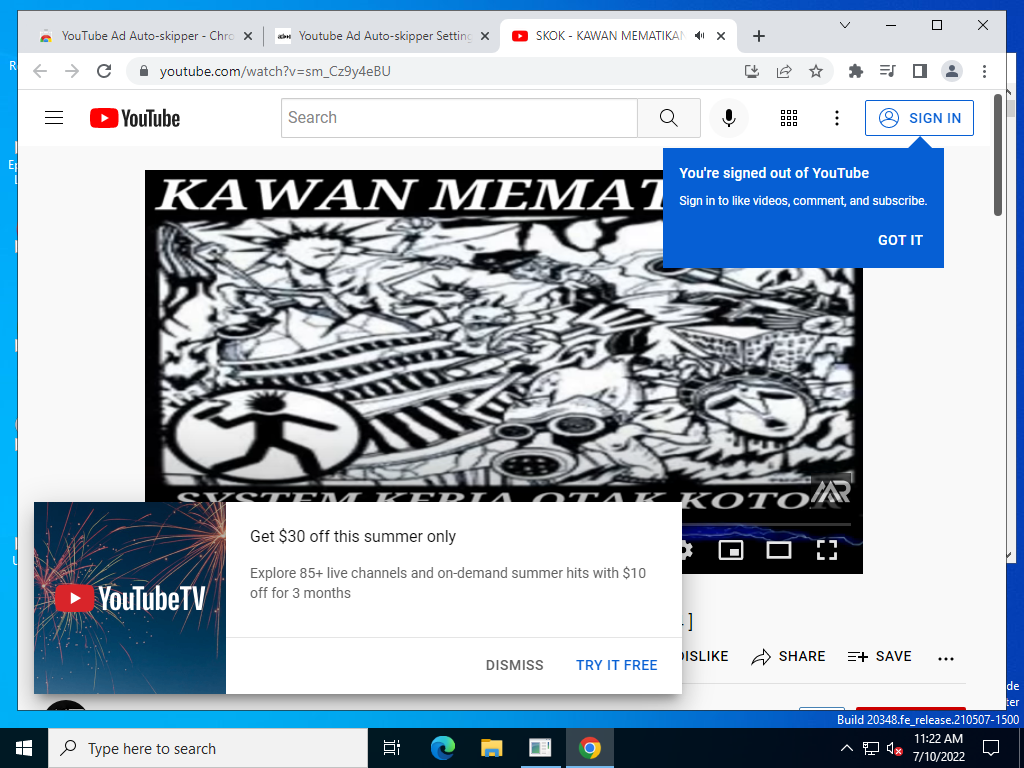 YouTube Ad Auto-skipper - Chro
Youtube Ad Auto-skipper Setting
SKOK - KAWAN MEMATIKAN
youtube.com/watch?v=sm_Cz9y4eBU
YouTube
Search
SIGN IN
You're signed out of YouTube
Sign in to like videos, comment, and subscribe.
GOT IT
KAWAN MEMAT
SYSTEM KERJA OTAK KOTO
YouTubeTV
Get $30 off this summer only
Explore 85+ live channels and on-demand summer hits with $10
off for 3 months
DISMISS
TRY IT FREE
]
DISLIKE
SHARE
SAVE
Build 20348.fe_release.210507-1500
Type here to search
11:22 AM
7/10/2022